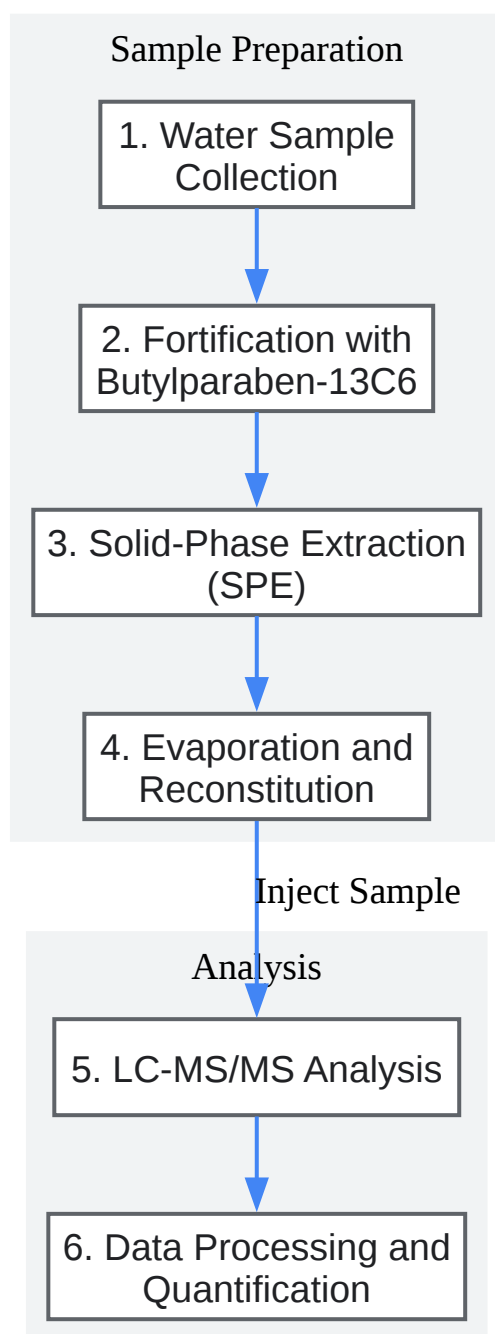 Sample Preparation
1. Water Sample
Collection
2. Fortification with
Butylparaben-13C6
3. Solid-Phase Extraction
(SPE)
4. Evaporation and
Reconstitution
Inject Sample
Analysis
5. LC-MS/MS Analysis
6. Data Processing and
Quantification